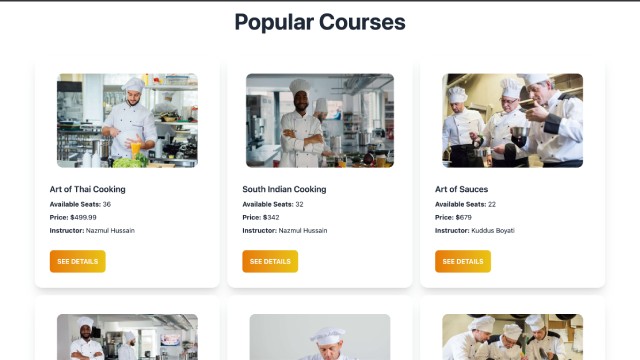 Popular Courses
Art of Thai Cooking
Available Seats: 36
Price: $499.99
Instructor: Nazmul Hussain
SEE DETAILS
South Indian Cooking
Available Seats: 32
Price: $342
Instructor: Nazmul Hussain
SEE DETAILS
Art of Sauces
Available Seats: 22
Price: $679
Instructor: Kuddus Boyati
SEE DETAILS